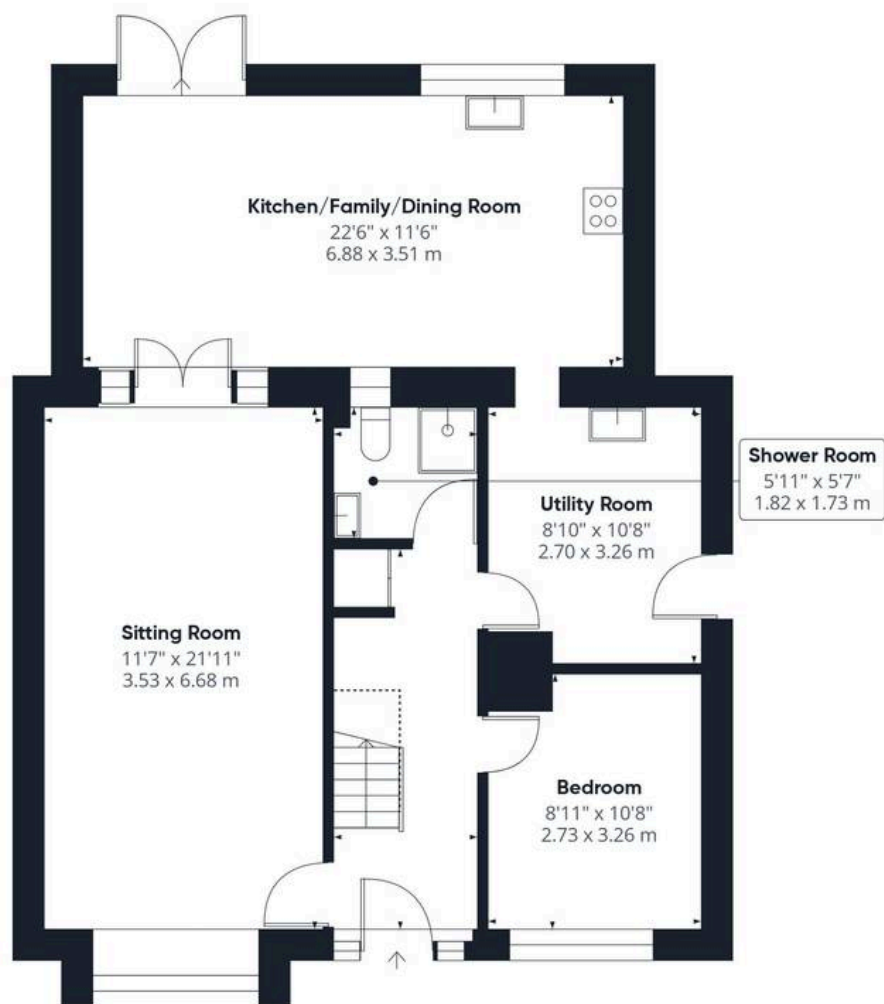 Kitchen/Family/Dining Room
22'6" x 11'6"
6.88 x 3.51 m
Shower Room
5'11" x 5'7"
1.82 x 1.73 m
Utility Room
8'10" x 10'8"
2.70 x 3.26 m
Sitting Room
11'7" x 21'11"
3.53 x 6.68 m
Bedroom
8'11" x 10'8"
2.73 x 3.26 m